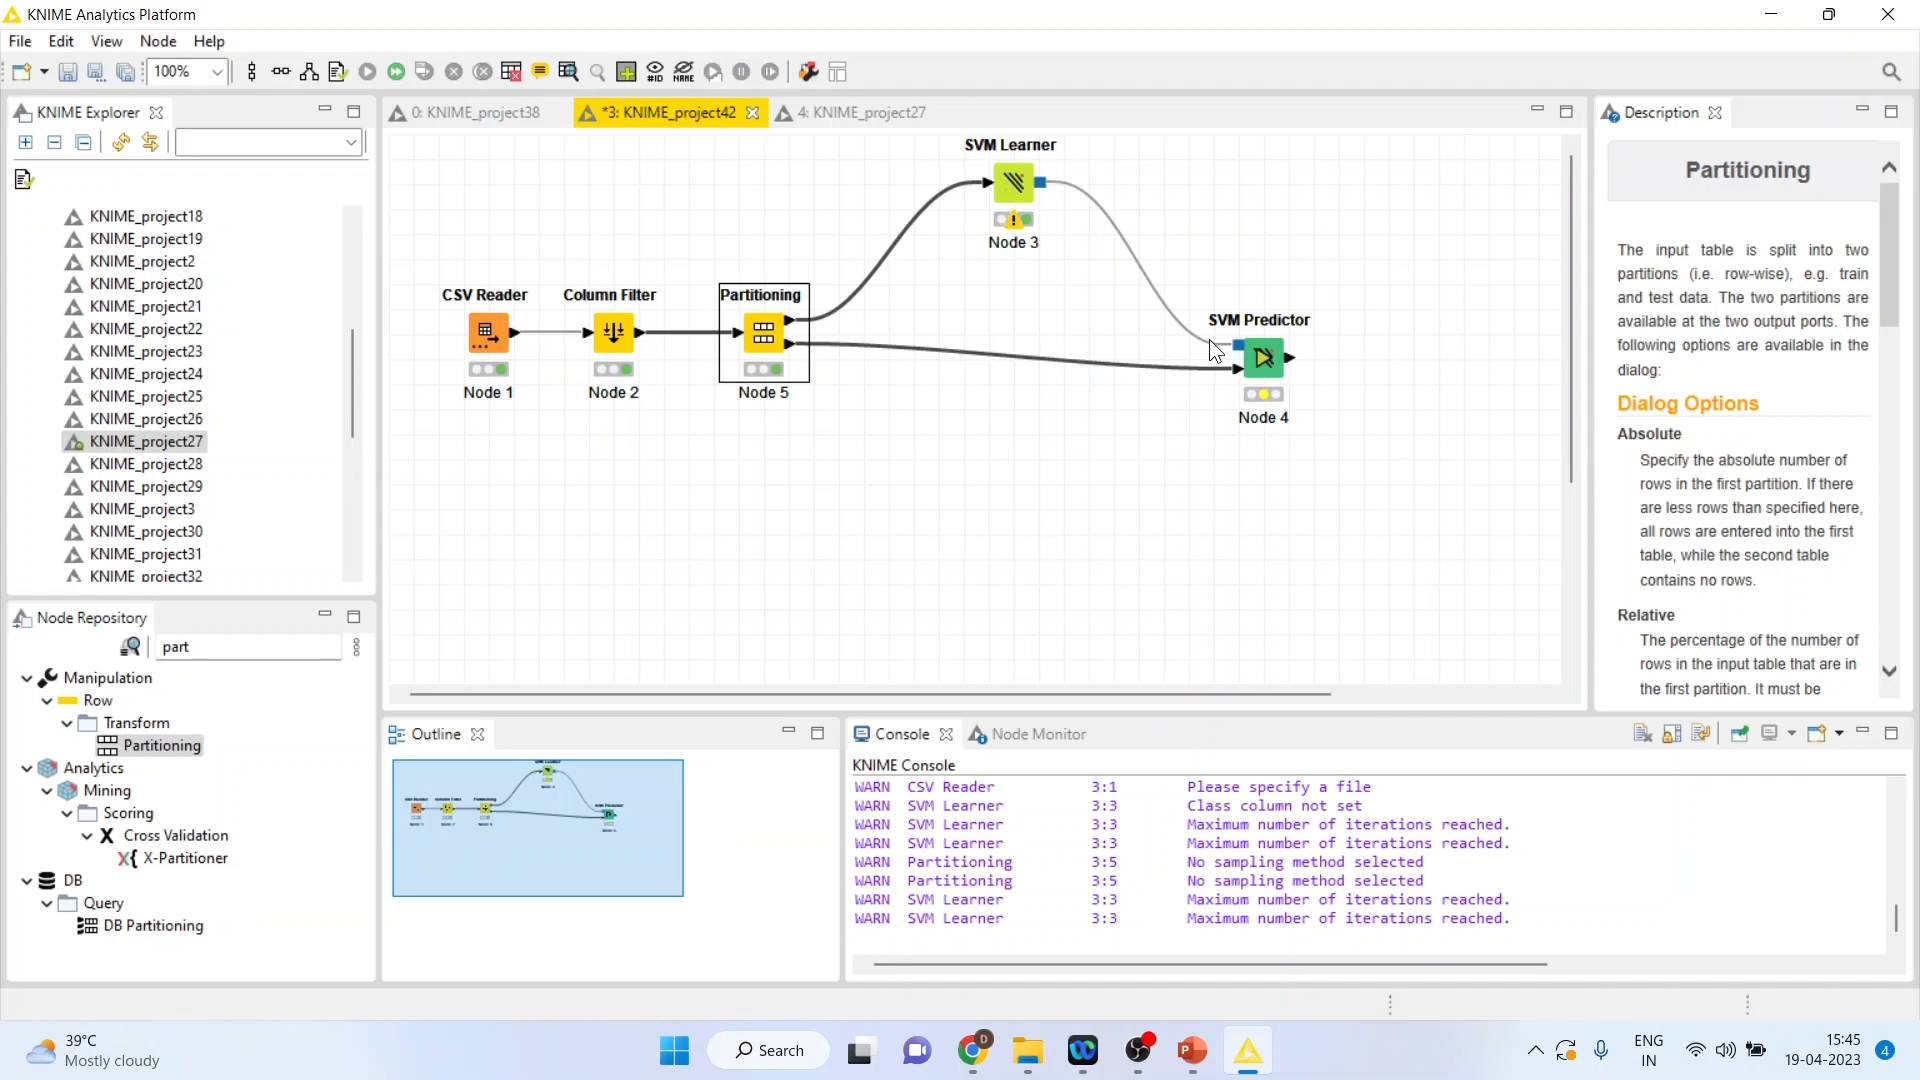 KNIME Analytics Platform
File Edit View Node Help
100%
#ID
NAME
KNIME Explorer
0: KNIME_project38
*3: KNIME_project42
4: KNIME_project27
Description
KNIME_project18
KNIME_project19
KNIME_project2
KNIME_project20
KNIME_project21
KNIME_project22
KNIME_project23
KNIME_project24
KNIME_project25
KNIME_project26
KNIME_project27
KNIME_project28
KNIME_project29
KNIME_project3
KNIME_project30
KNIME_project31
KNIME_project32
SVM Learner
Node 3
CSV Reader
Node 1
Column Filter
Node 2
Partitioning
Node 5
SVM Predictor
Node 4
Partitioning
The input table is split into two
partitions (i.e. row-wise), e.g. train
and test data. The two partitions are
available at the two output ports. The
following options are available in the
dialog:
Dialog Options
Absolute
Specify the absolute number of
rows in the first partition. If there
are less rows than specified here,
all rows are entered into the first
table, while the second table
contains no rows.
Relative
The percentage of the number of
rows in the input table that are in
the first partition. It must be
Node Repository
part
Manipulation
Row
Transform
Partitioning
Analytics
Mining
Scoring
Cross Validation
X-Partitioner
DB
Query
DB Partitioning
Outline
Console
Node Monitor
KNIME Console
WARN CSV Reader 3:1 Please specify a file
WARN SVM Learner 3:3 Class column not set
WARN SVM Learner 3:3 Maximum number of iterations reached.
WARN SVM Learner 3:3 Maximum number of iterations reached.
WARN Partitioning 3:5 No sampling method selected
WARN Partitioning 3:5 No sampling method selected
WARN SVM Learner 3:3 Maximum number of iterations reached.
WARN SVM Learner 3:3 Maximum number of iterations reached.
39°C
Mostly cloudy
Search
D
ENG
IN
15:45
19-04-2023
4